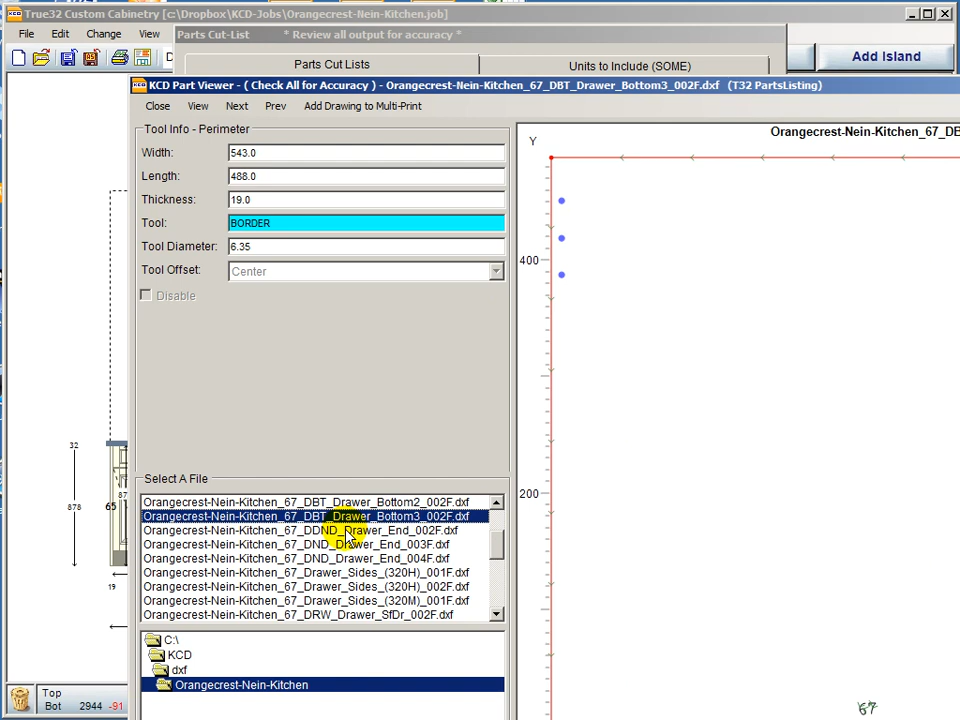 True32 Custom Cabinetry [c:\Dropbox\KCD-Jobs\Orangecrest-Nein-Kitchen.job]
File Edit Change View
Parts Cut-List * Review all output for accuracy *
Parts Cut Lists
Units to Include (SOME)
Add Island
KCD Part Viewer - ( Check All for Accuracy ) - Orangecrest-Nein-Kitchen_67_DBT_Drawer_Bottom3_002F.dxf (T32 PartsListing)
Close View Next Prev Add Drawing to Multi-Print
Tool Info - Perimeter
Width: 543.0
Length: 488.0
Thickness: 19.0
Tool: BORDER
Tool Diameter: 6.35
Tool Offset: Center
Disable
Select A File
Orangecrest-Nein-Kitchen_67_DBT_Drawer_Bottom2_002F.dxf
Orangecrest-Nein-Kitchen_67_DBT_Drawer_Bottom3_002F.dxf
Orangecrest-Nein-Kitchen_67_DDND_Drawer_End_002F.dxf
Orangecrest-Nein-Kitchen_67_DND_Drawer_End_003F.dxf
Orangecrest-Nein-Kitchen_67_DND_Drawer_End_004F.dxf
Orangecrest-Nein-Kitchen_67_Drawer_Sides_(320H)_001F.dxf
Orangecrest-Nein-Kitchen_67_Drawer_Sides_(320H)_002F.dxf
Orangecrest-Nein-Kitchen_67_Drawer_Sides_(320M)_001F.dxf
Orangecrest-Nein-Kitchen_67_DRW_Drawer_SfDr_002F.dxf
C:\
KCD
dxf
Orangecrest-Nein-Kitchen
Orangecrest-Nein-Kitchen_67_DB
Y
400
200
67
32
878
65
87
19
Top
Bot 2944 -91